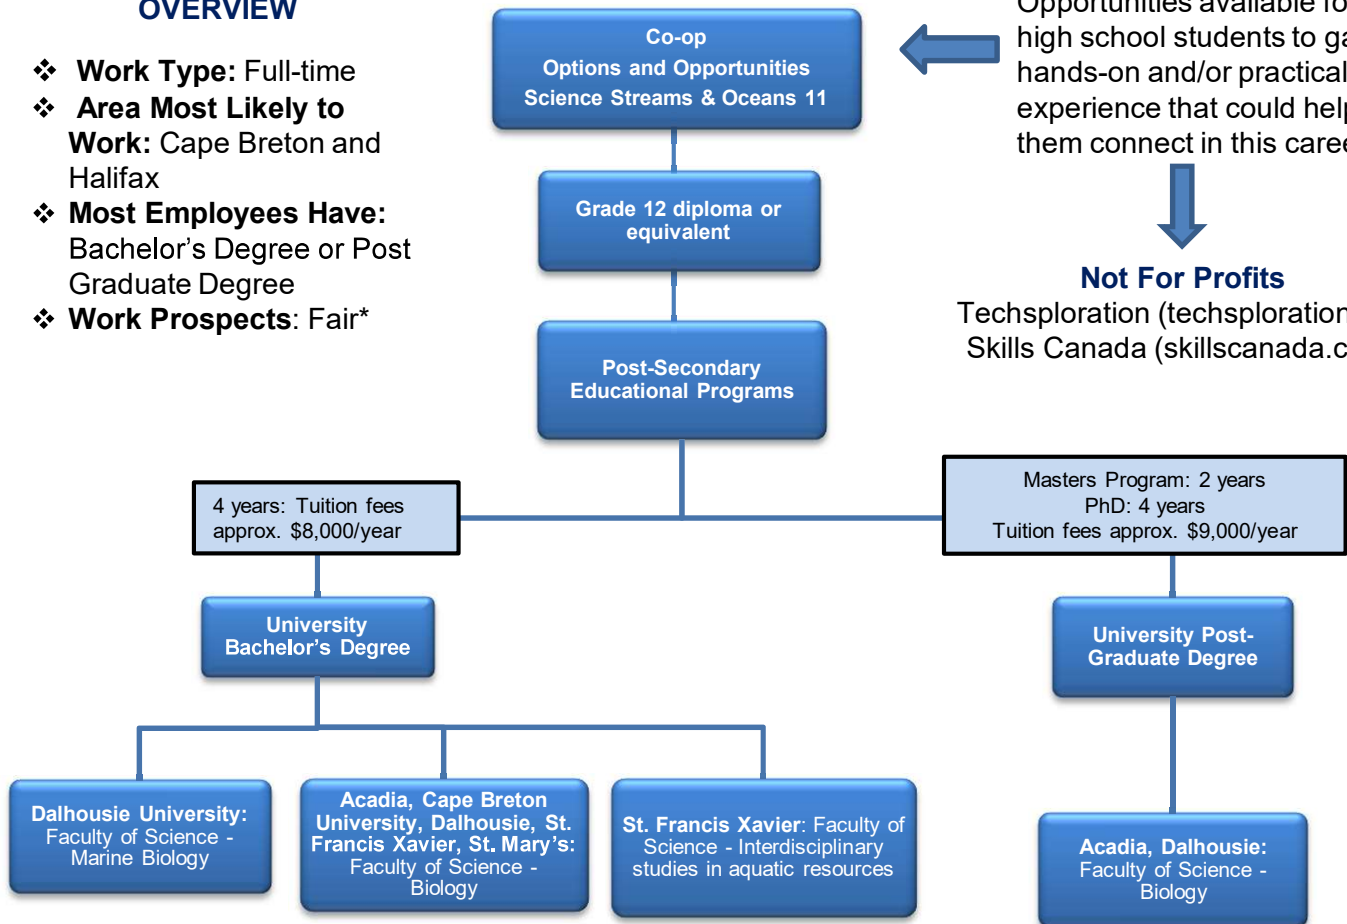 OVERVIEW
❖ Work Type: Full-time
❖ Area Most Likely to
Work: Cape Breton and
Halifax
❖ Most Employees Have:
Bachelor's Degree or Post
Graduate Degree
❖ Work Prospects: Fair*
Co-op
Options and Opportunities
Science Streams & Oceans 11
Opportunities available
high school students to
hands-on and/or practical
experience that could help
them connect in this
Not For Profits
Techsploration (techsploration
Skills Canada (skillscanada.c
Grade 12 diploma or
equivalent
Post-Secondary
Educational Programs
4 years: Tuition fees
approx. $8,000/year
Masters Program: 2 years
PhD: 4 years
Tuition fees approx. $9,000/year
University
Bachelor's Degree
University Post-
Graduate Degree
Dalhousie University:
Faculty of Science -
Marine Biology
Acadia, Cape Breton
University, Dalhousie, St.
Francis Xavier, St. Mary's:
Faculty of Science -
Biology
St. Francis Xavier: Faculty of
Science - Interdisciplinary
studies in aquatic resources
Acadia, Dalhousie:
Faculty of Science -
Biology